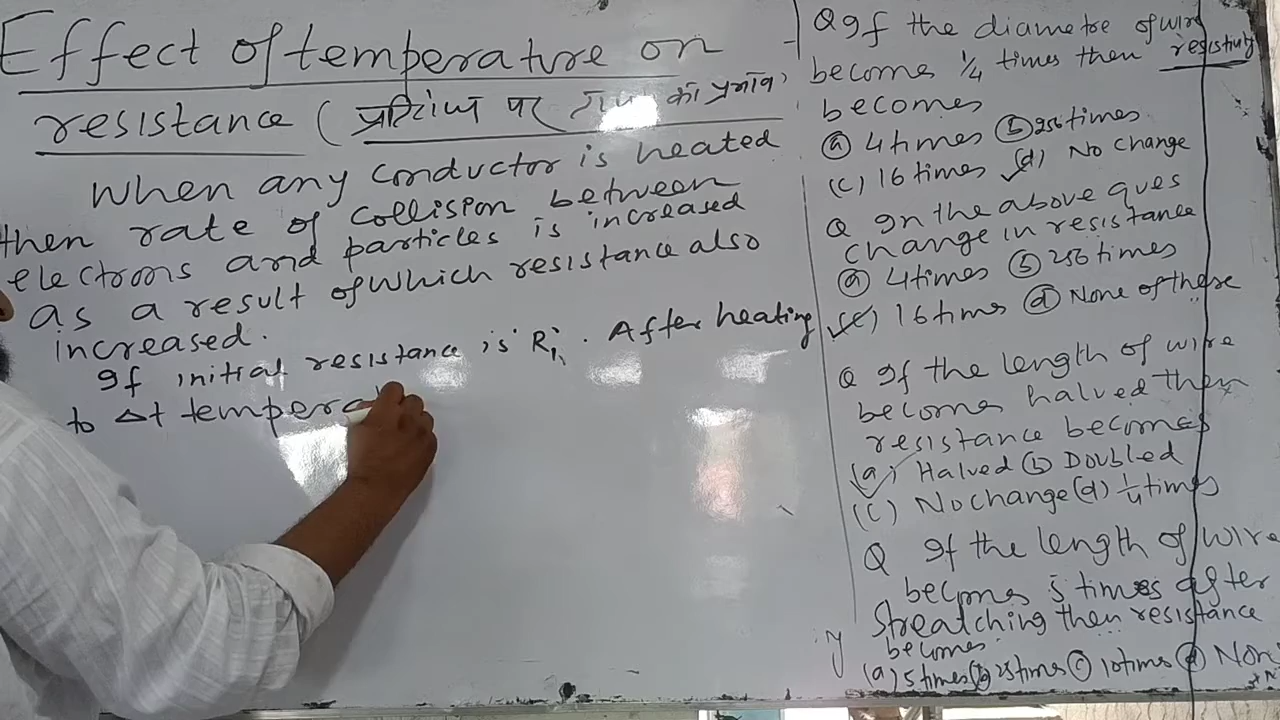 Effect of temperature on
resistance (प्रतिरोध पर का प्रभाव)
When any conductor is heated
then rate of collision between
electrons and particles is increased
as a result of which resistance also
increased.
If initial resistance is R₁. After heating
to Δt tempera
Q If the diametre of wire
become 1/4 times then resistivity
becomes
(a) 4 times (b) 256 times
(c) 16 times (d) No change
Q In the above ques
change in resistance
(a) 4 times (b) 256 times
(c) 16 times (d) None of these
Q If the length of wire
becomes halved then
resistance becomes
(a) Halved (b) Doubled
(c) No change (d) 1/4 times
Q If the length of wire
becomes 5 times after
Streatching then resistance
becomes
(a) 5 times (b) 25 times (c) 10 times (d) Non